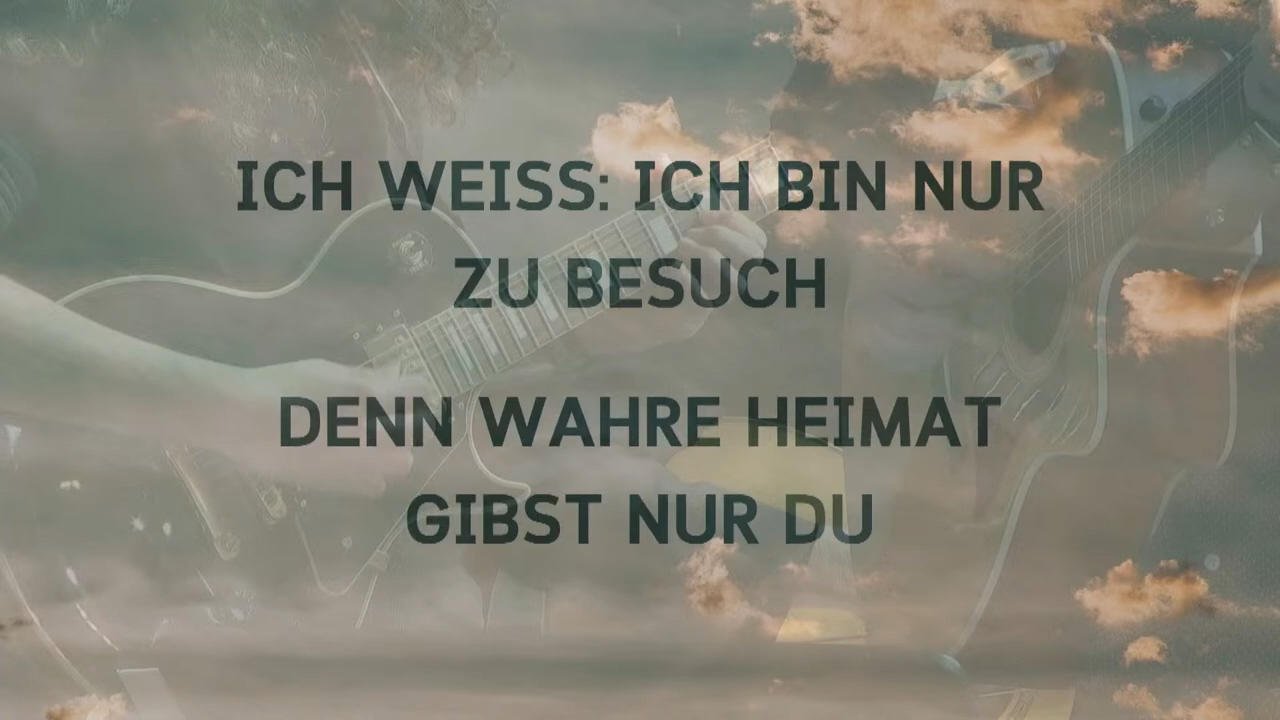 ICH WEISS: ICH BIN NUR
ZU BESUCH
DENN WAHRE HEIMAT
GIBST NUR DU